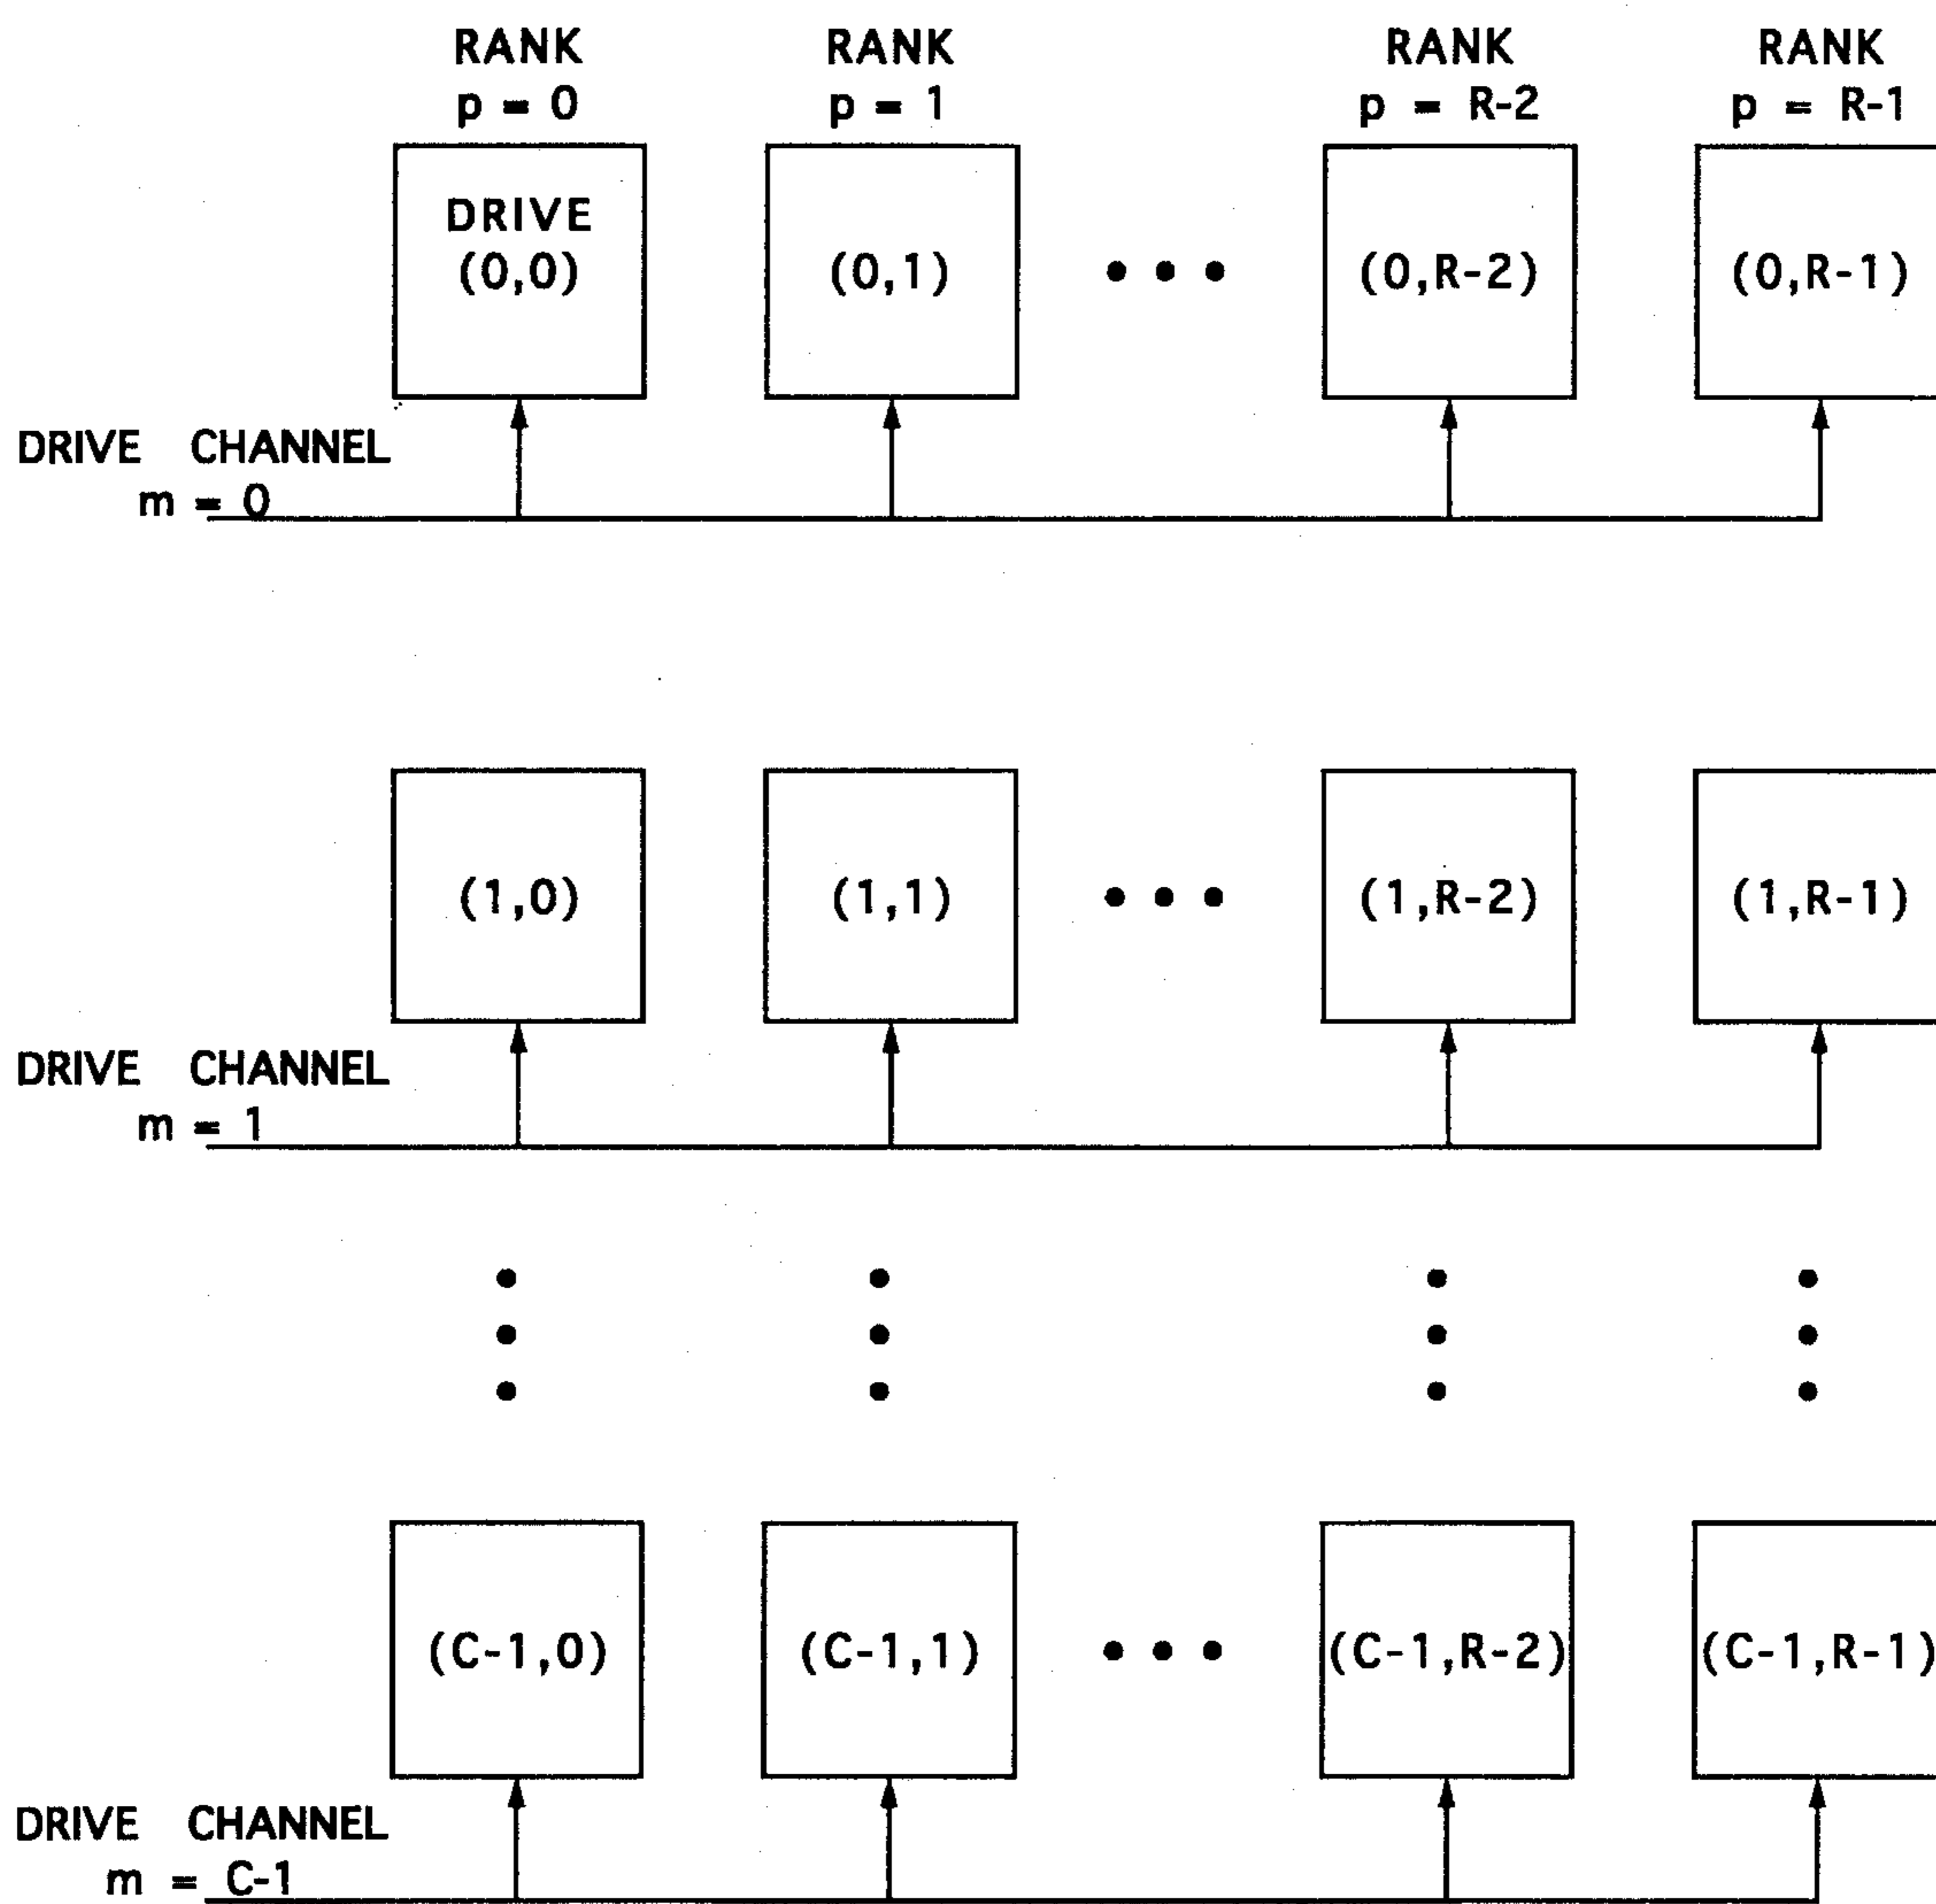 RANK RANK RANK RANK
p = 0 p = 1 p = R-2 p = R-1
DRIVE
(0,0) (0,1) (0,R-2) (0,R-1)
DRIVE CHANNEL
m = 0
(1,0) (1,1) (1,R-2) (1,R-1)
DRIVE CHANNEL
m = 1
(C-1,0) (C-1,1) (C-1,R-2) (C-1,R-1)
DRIVE CHANNEL
m = C-1